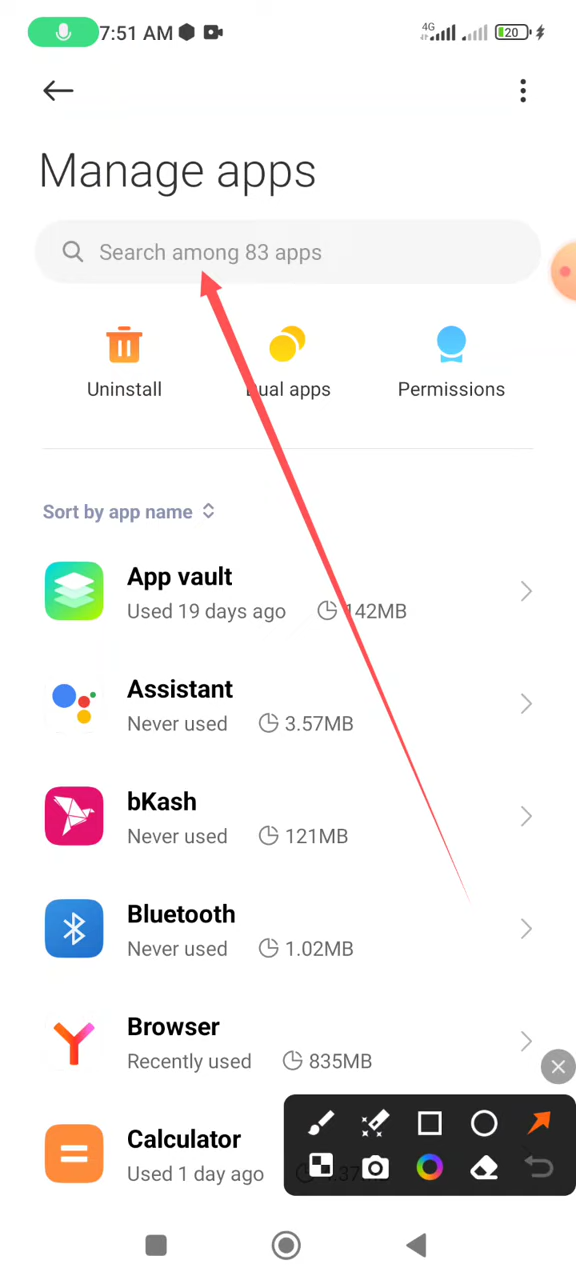 7:51 AM 4G 20
Manage apps
Search among 83 apps
Uninstall Dual apps Permissions
Sort by app name
App vault
Used 19 days ago 142MB
Assistant
Never used 3.57MB
bKash
Never used 121MB
Bluetooth
Never used 1.02MB
Browser
Recently used 835MB
Calculator
Used 1 day ago